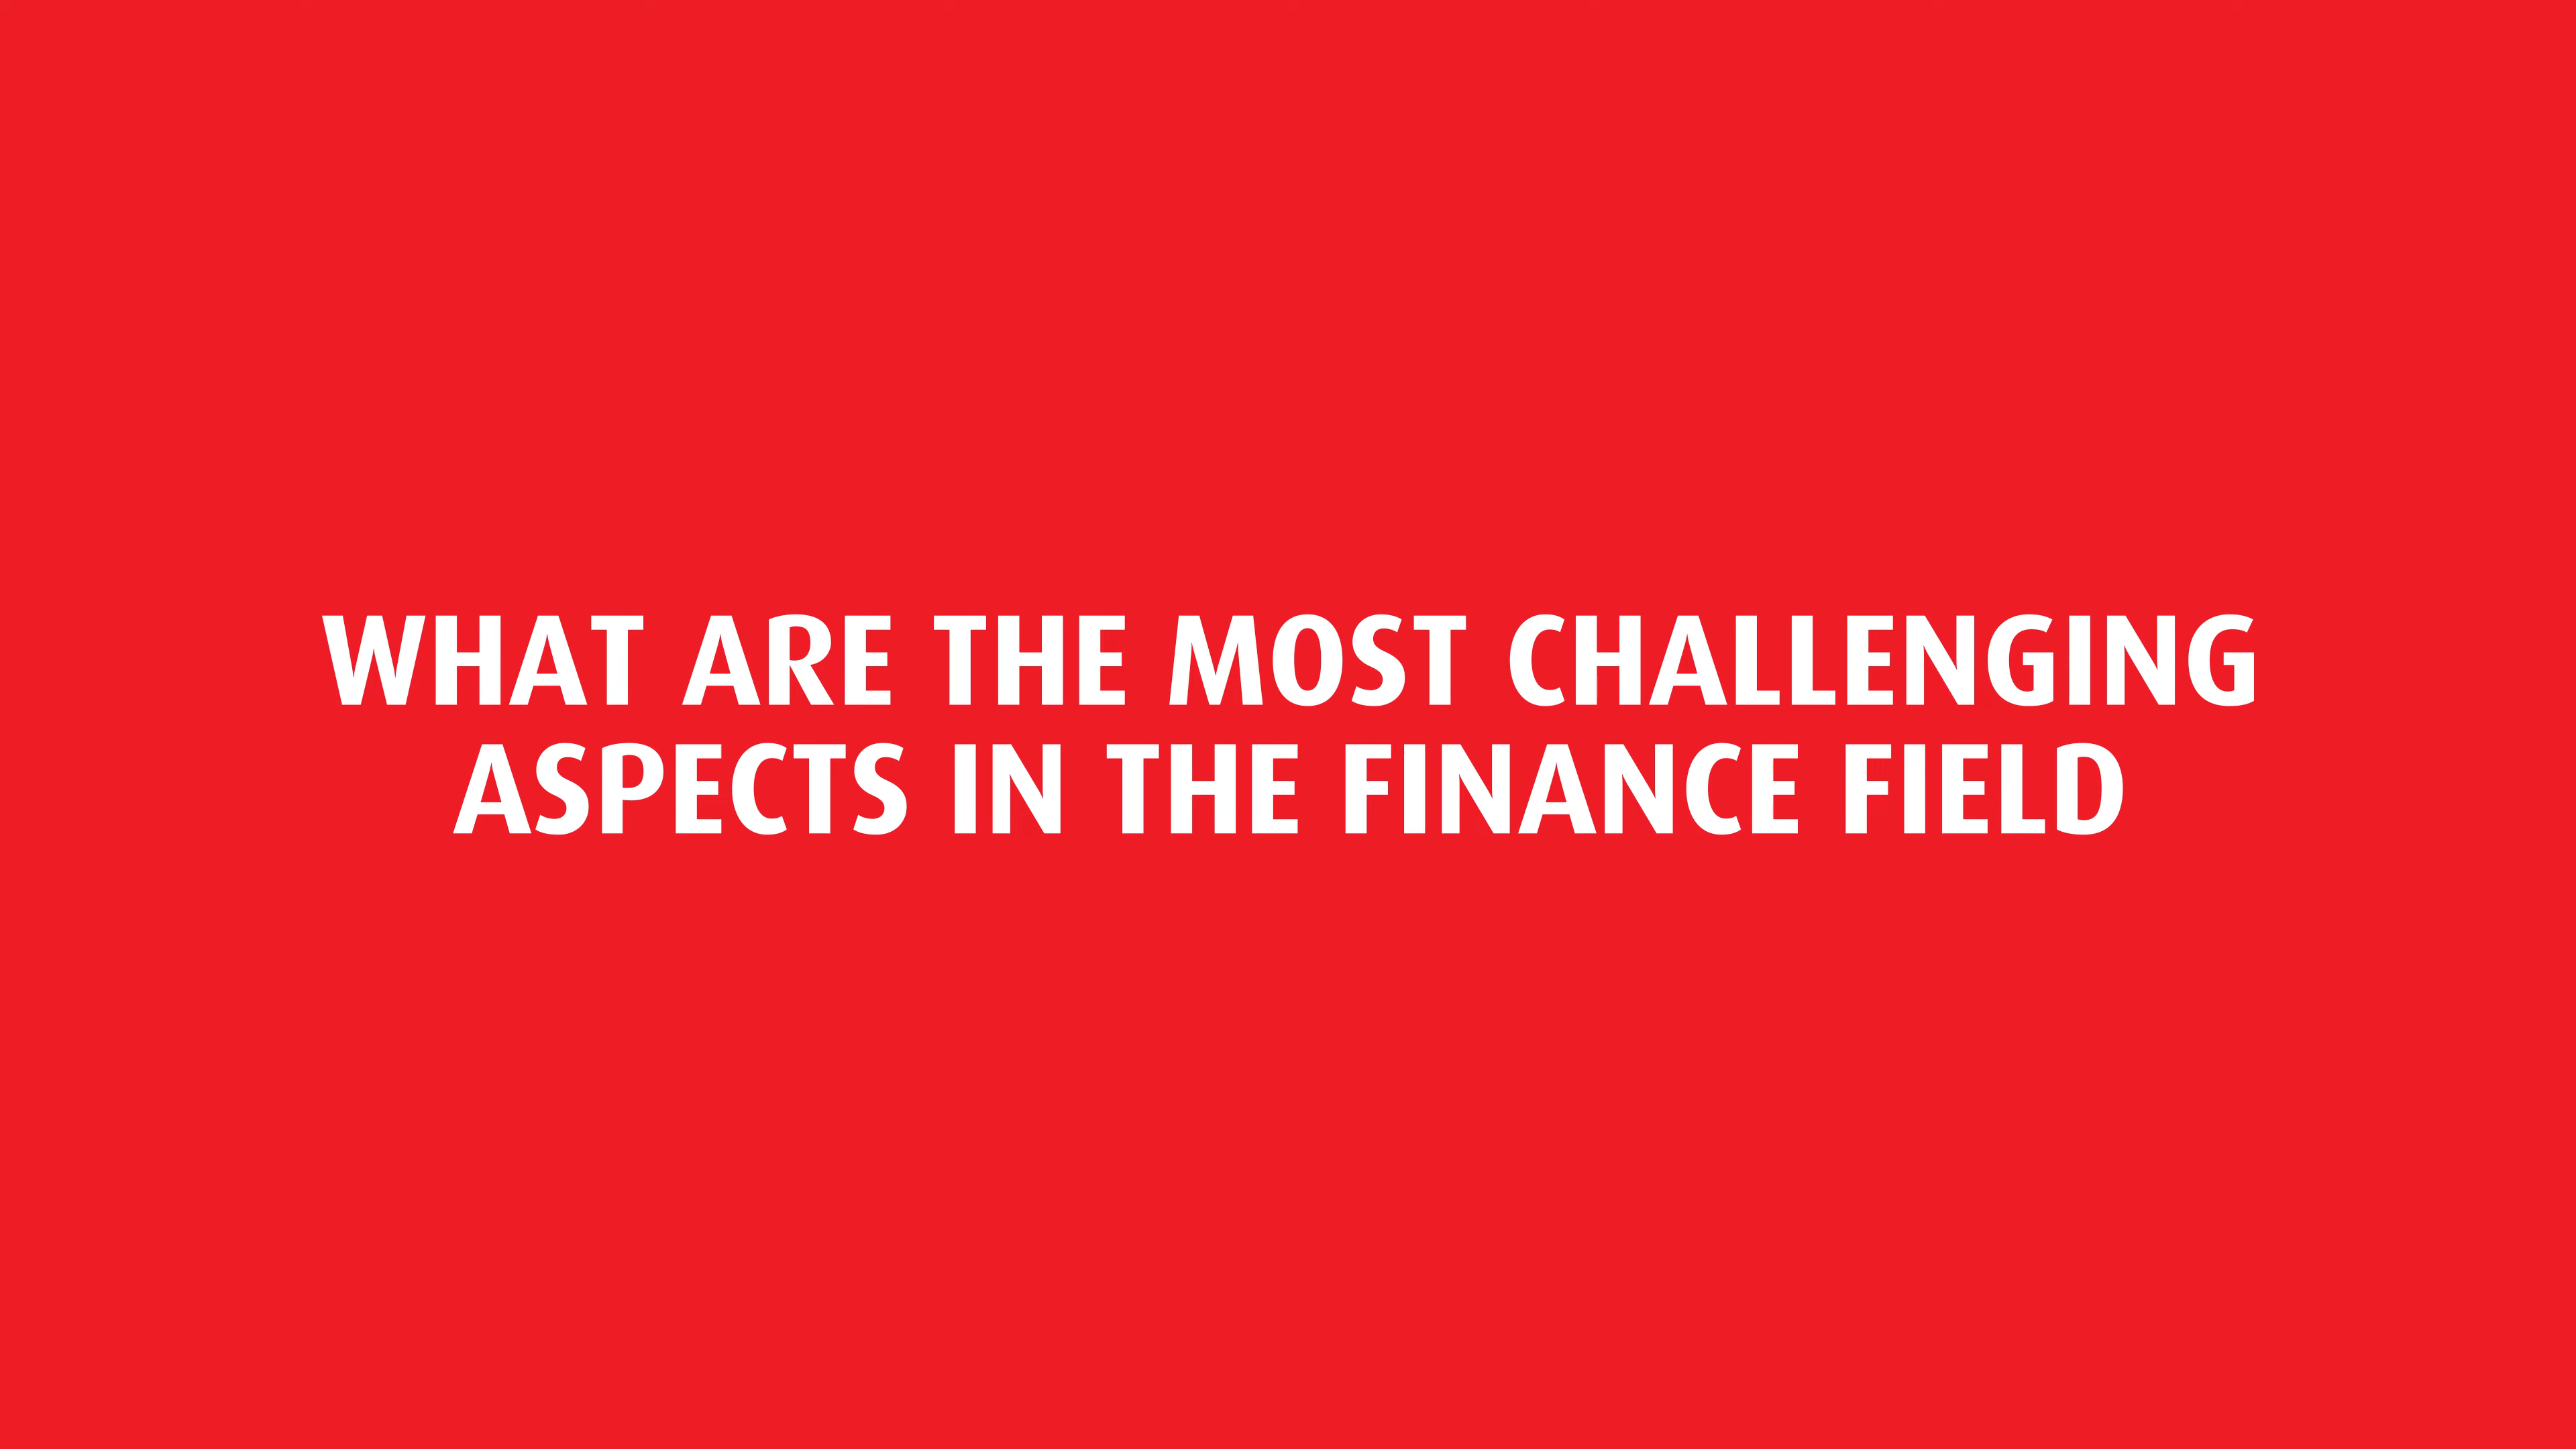 WHAT ARE THE MOST CHALLENGING
ASPECTS IN THE FINANCE FIELD